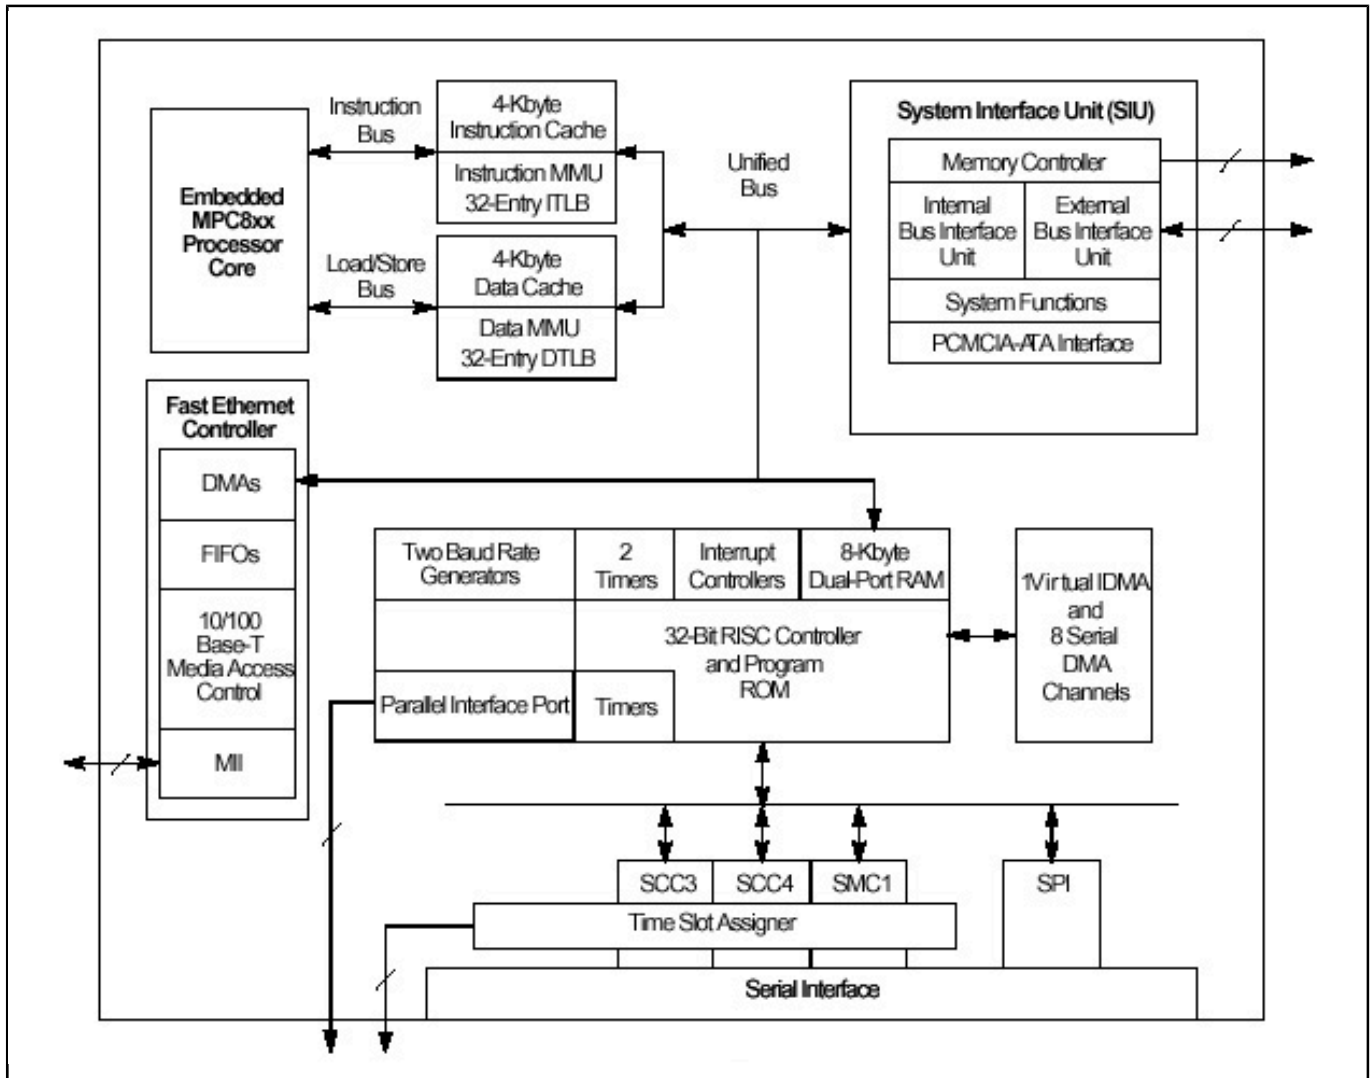 Instruction
Bus
4-Kbyte
Instruction Cache
Instruction MMU
32-Entry ITLB
Embedded
MPC8xx
Processor
Core
Load/Store
Bus
4-Kbyte
Data Cache
Data MMU
32-Entry DTLB
Unified
Bus
System Interface Unit (SIU)
Memory Controller
Internal
Bus Interface
Unit
External
Bus Interface
Unit
System Functions
PCMCIA-ATA Interface
Fast Ethernet
Controller
DMAs
FIFOs
10/100
Base-T
Media Access
Control
MII
Two Baud Rate
Generators
2
Timers
Interrupt
Controllers
8-Kbyte
Dual-Port RAM
32-Bit RISC Controller
and Program
ROM
Parallel Interface Port
Timers
1Virtual IDMA
and
8 Serial
DMA
Channels
SCC3
SCC4
SMC1
SPI
Time Slot Assigner
Serial Interface